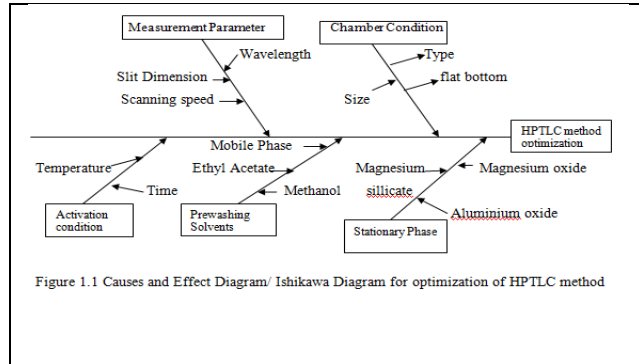 Measurement Parameter
Chamber Condition
Wavelength
Type
Slit Dimension
flat bottom
Scanning speed
Size
HPTLC method
optimization
Mobile Phase
Temperature
Ethyl Acetate
Magnesium
sillicate
Magnesium oxide
Time
Methanol
Aluminium oxide
Activation
condition
Prewashing
Solvents
Stationary Phase
Figure 1.1 Causes and Effect Diagram/ Ishikawa Diagram for optimization of HPTLC method